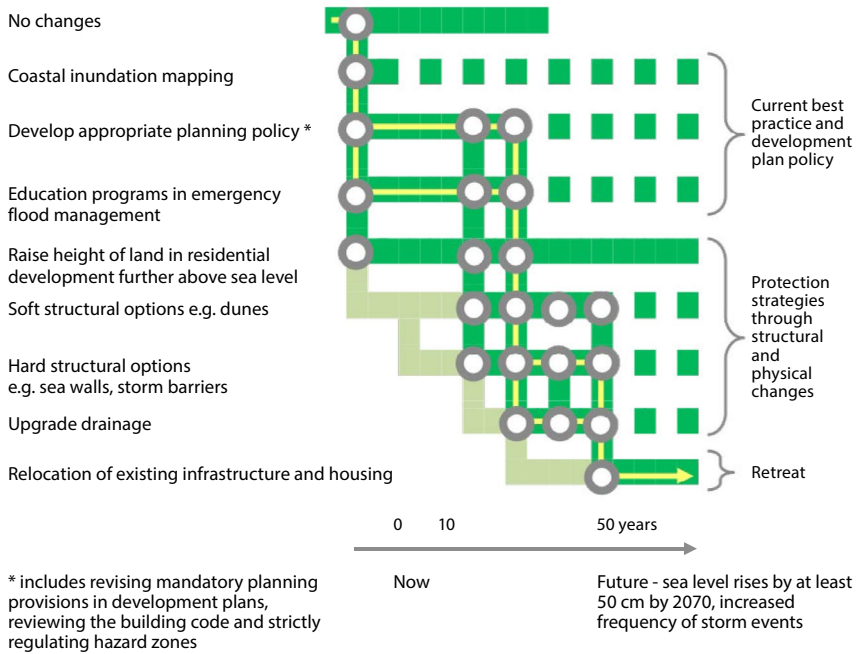 No changes
Coastal inundation mapping
Develop appropriate planning policy *
Education programs in emergency
flood management
Raise height of land in residential
development further above sea level
Soft structural options e.g. dunes
Hard structural options
e.g. sea walls, storm barriers
Upgrade drainage
Relocation of existing infrastructure and housing
Current best
practice and
development
plan policy
Protection
strategies
through
structural
and
physical
changes
Retreat
0 10 50 years
Now
Future - sea level rises by at least
50 cm by 2070, increased
frequency of storm events
* includes revising mandatory planning
provisions in development plans,
reviewing the building code and strictly
regulating hazard zones